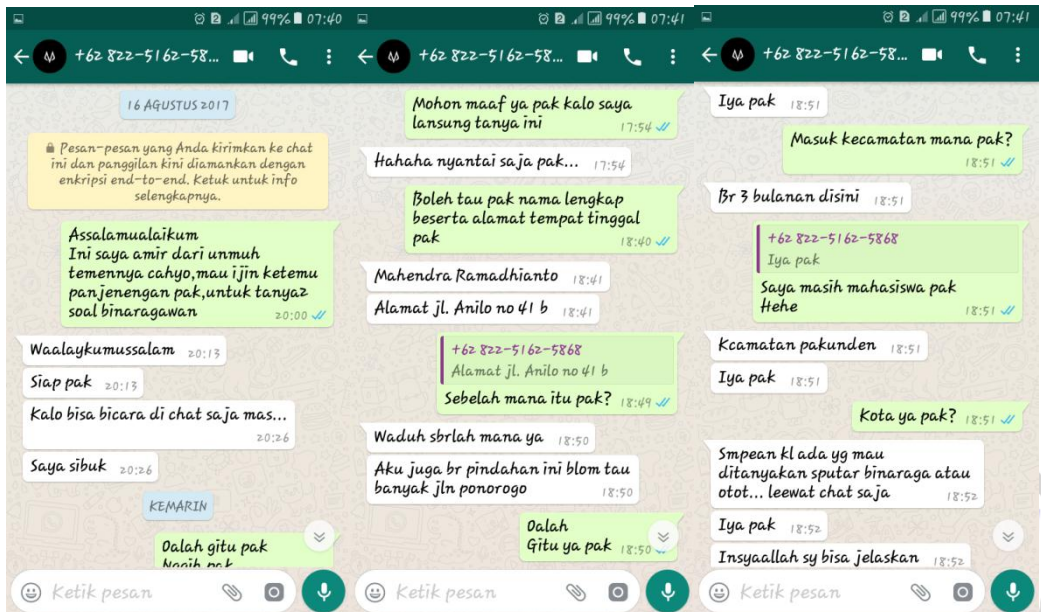 99% 07:40
+62 822-5162-58...
16 AGUSTUS 2017
Pesan-pesan yang Anda kirimkan ke chat
ini dan panggilan kini diamankan dengan
enkripsi end-to-end. Ketuk untuk info
selengkapnya.
Assalamualaikum
Ini saya amir dari unmuh
temennya cahyo,mau ijin ketemu
panjenengan pak,untuk tanya2
soal binaragawan
20:00
Waalaykumussalam 20:13
Siap pak 20:13
Kalo bisa bicara di chat saja mas...
20:26
Saya sibuk 20:26
KEMARIN
Oalah gitu pak
Nggih pak
Ketik pesan
99% 07:41
+62 822-5162-58...
Mohon maaf ya pak kalo saya
lansung tanya ini
17:54
Hahaha nyantai saja pak... 17:54
Boleh tau pak nama lengkap
beserta alamat tempat tinggal
pak
18:40
Mahendra Ramadhianto 18:41
Alamat jl. Anilo no 41 b 18:41
+62 822-5162-5868
Alamat jl. Anilo no 41 b
Sebelah mana itu pak? 18:49
Waduh sbrlah mana ya 18:50
Aku juga br pindahan ini blom tau
banyak jln ponorogo
18:50
Oalah
Gitu ya pak 18:50
Ketik pesan
99% 07:41
+62 822-5162-58...
Iya pak 18:51
Masuk kecamatan mana pak?
18:51
Br 3 bulanan disini 18:51
+62 822-5162-5868
Iya pak
Saya masih mahasiswa pak
Hehe
18:51
Kcamatan pakunden 18:51
Iya pak 18:51
Kota ya pak? 18:51
Smpean kl ada yg mau
ditanyakan sputar binaraga atau
otot... leewat chat saja
18:52
Iya pak 18:52
Insyaallah sy bisa jelaskan 18:52
Ketik pesan